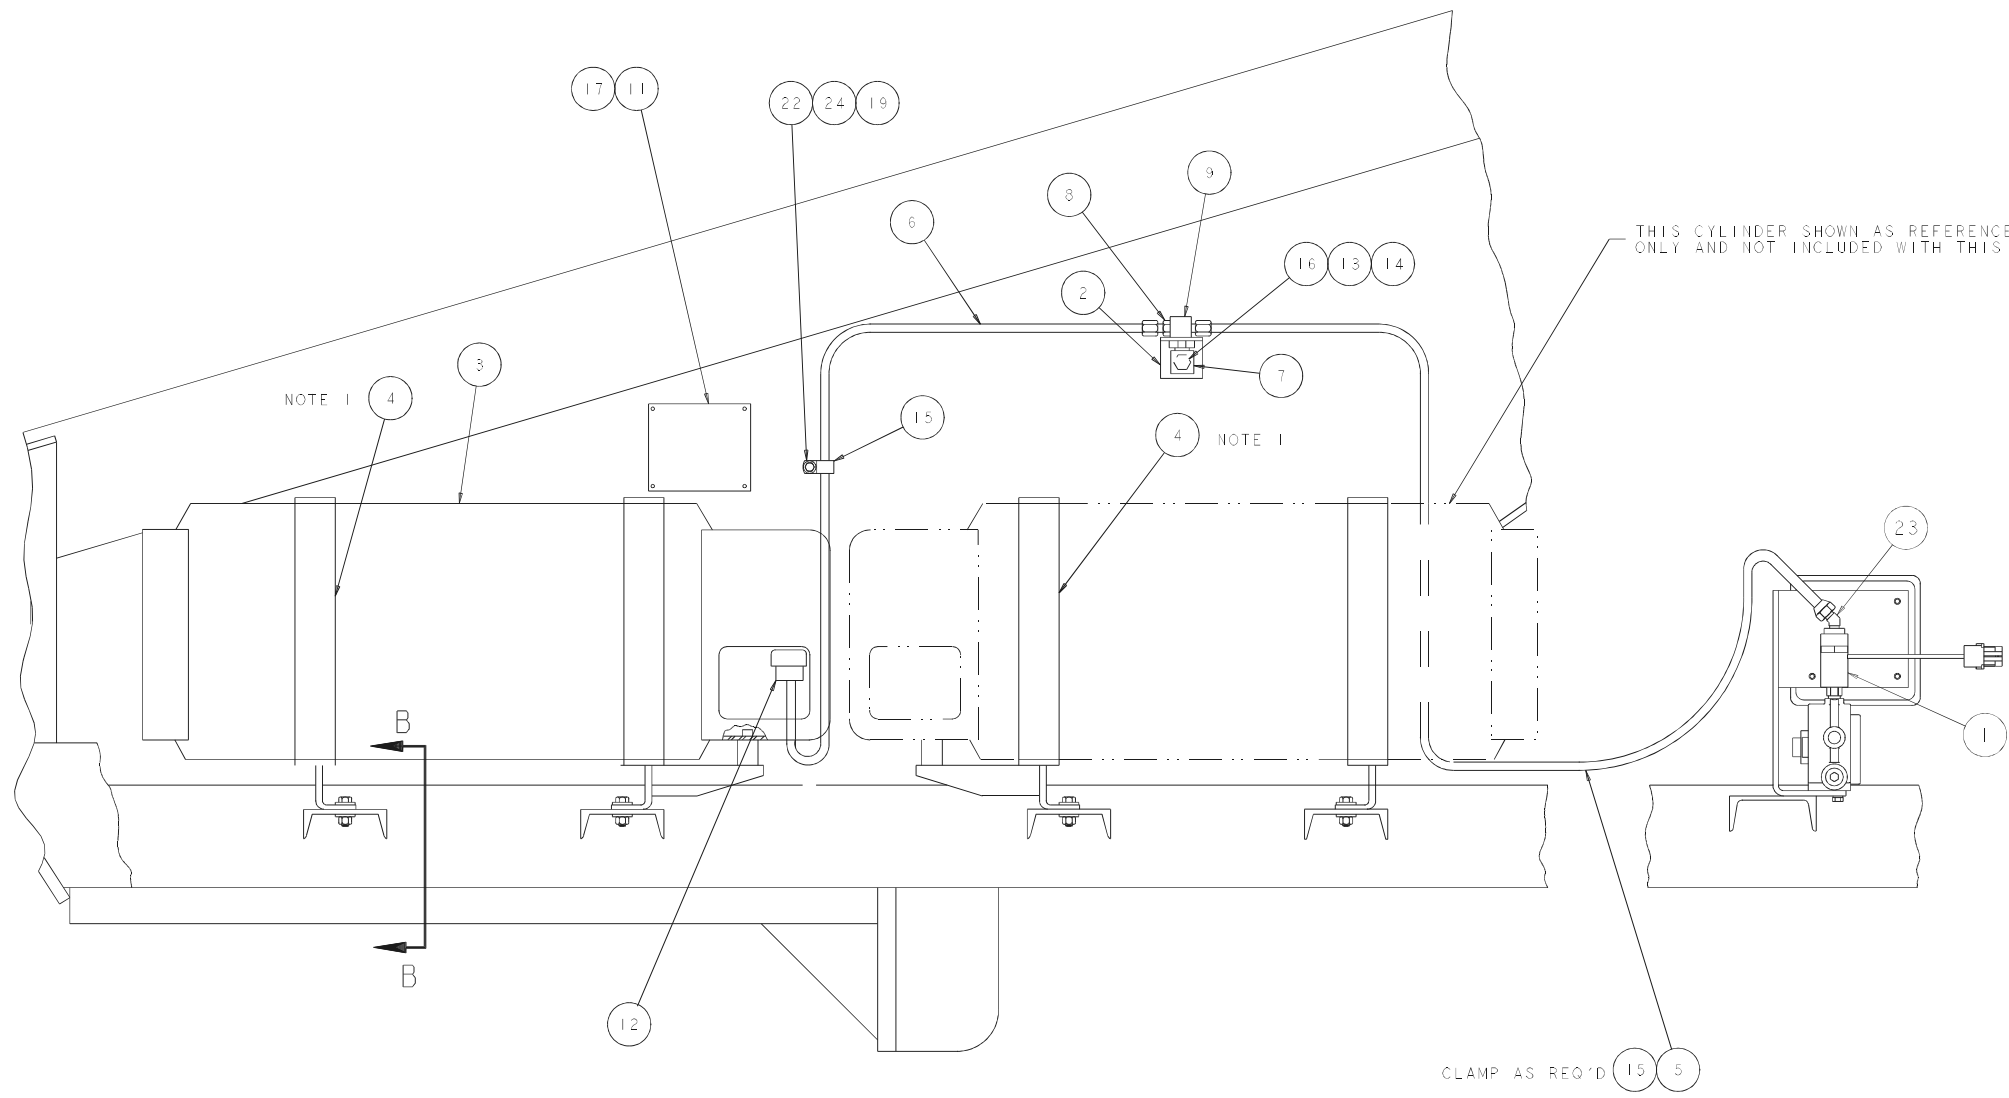 17 11
22 24 19
9
8
6
THIS CYLINDER SHOWN AS REFERENCE
ONLY AND NOT INCLUDED WITH THIS
16 13 14
2
3
7
NOTE 1 4
15
4 NOTE 1
23
B
1
B
12
CLAMP AS REQ'D 15 5